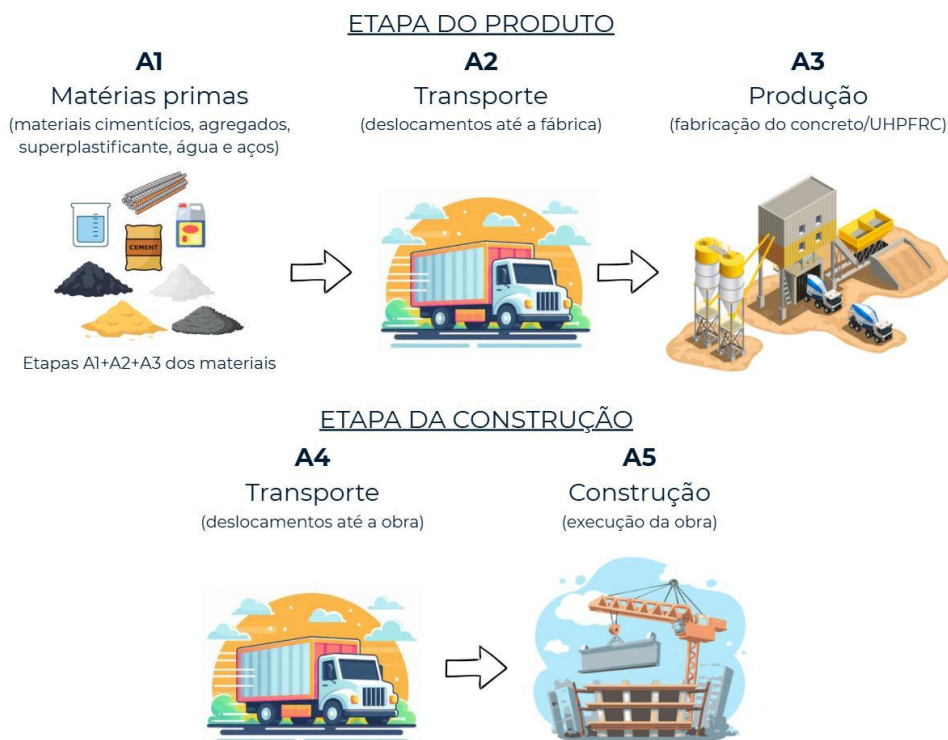 ETAPA DO PRODUTO
A1
Matérias primas
(materiais cimentícios, agregados,
superplastificante, água e aços)
A2
Transporte
(deslocamentos até a fábrica)
A3
Produção
(fabricação do concreto/UHPFRC)
CEMENT
Etapas A1+A2+A3 dos materiais
ETAPA DA CONSTRUÇÃO
A4
Transporte
(deslocamentos até a obra)
A5
Construção
(execução da obra)